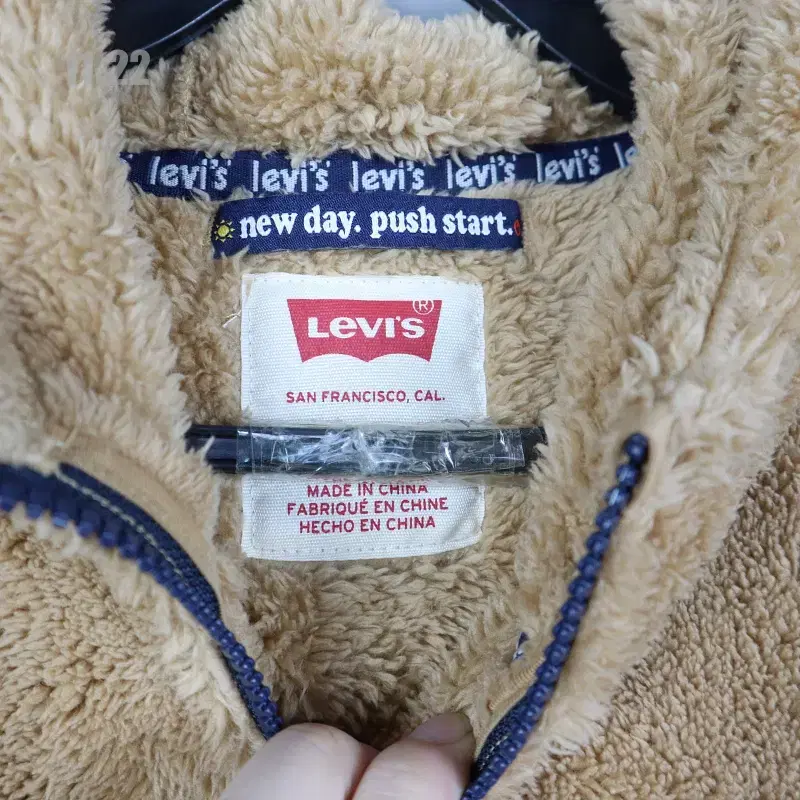 1122
levi's levi's levi's levi's levi's
new day. push start.
LEVI'S ®
SAN FRANCISCO, CAL.
MADE IN CHINA
FABRIQUÉ EN CHINE
HECHO EN CHINA